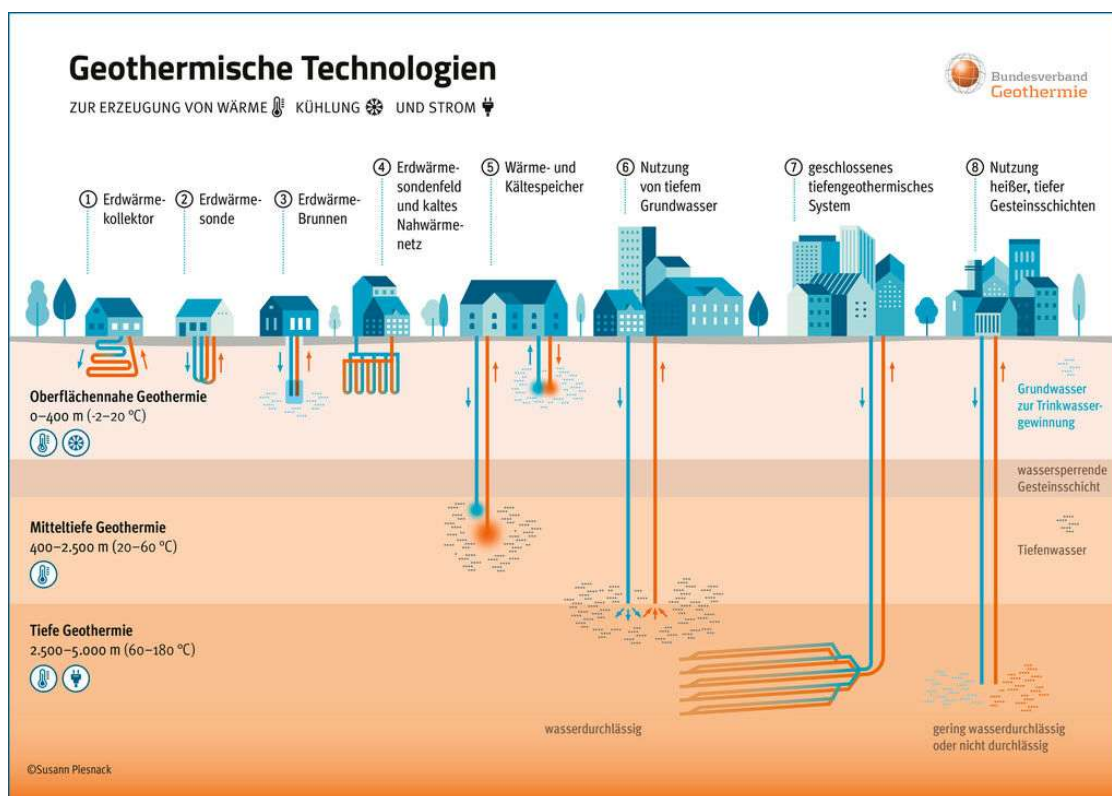 Geothermische Technologien
ZUR ERZEUGUNG VON WÄRME KÜHLUNG UND STROM
Bundesverband
Geothermie
① Erdwärme-
kollektor
② Erdwärme-
sonde
③ Erdwärme-
Brunnen
④ Erdwärme-
sondenfeld
und kaltes
Nahwärme-
netz
⑤ Wärme- und
Kältespeicher
⑥ Nutzung
von tiefem
Grundwasser
⑦ geschlossenes
tiefengeothermisches
System
⑧ Nutzung
heißer, tiefer
Gesteinsschichten
Oberflächennahe Geothermie
0–400 m (-2–20 °C)
Grundwasser
zur Trinkwasser-
gewinnung
wassersperrende
Gesteinsschicht
Mitteltiefe Geothermie
400–2.500 m (20–60 °C)
Tiefenwasser
Tiefe Geothermie
2.500–5.000 m (60–180 °C)
wasserdurchlässig
gering wasserdurchlässig
oder nicht durchlässig
©Susann Piesnack